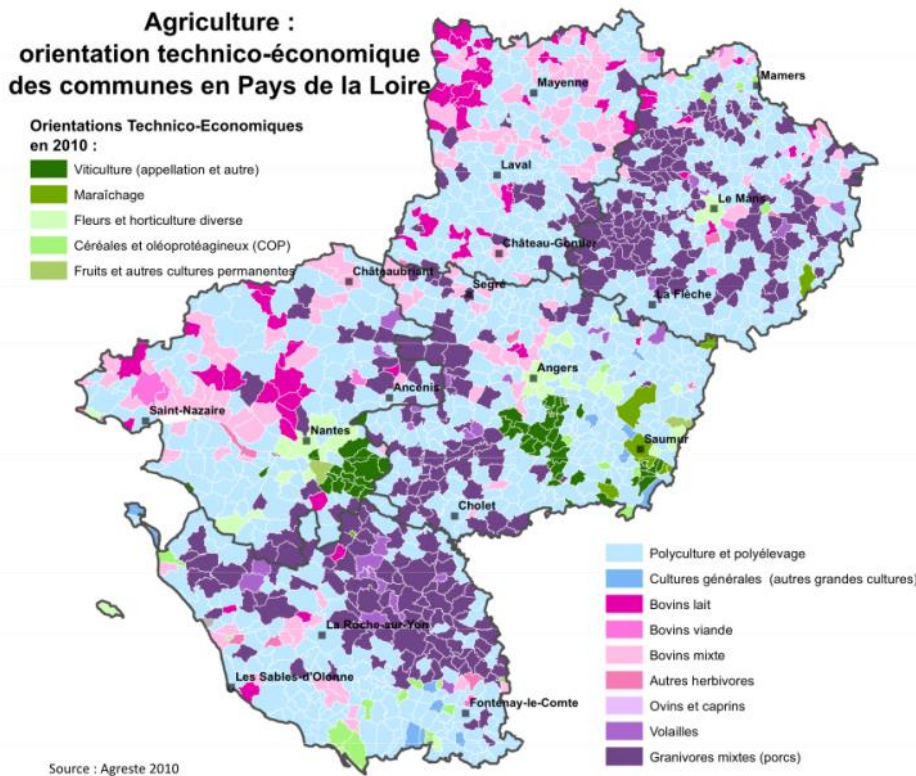 Agriculture :
orientation technico-économique
des communes en Pays de la Loire
Orientations Technico-Economiques
en 2010 :
Viticulture (appellation et autre)
Maraîchage
Fleurs et horticulture diverse
Céréales et oléoprotéagineux (COP)
Fruits et autres cultures permanentes
Mamers
Mayenne
Laval
Le Mans
Château-Gontier
Châteaubriant
Segré
La Flèche
Angers
Ancenis
Saint-Nazaire
Nantes
Saumur
Cholet
La Roche-sur-Yon
Les Sables-d'Olonne
Fontenay-le-Comte
Polyculture et polyélevage
Cultures générales (autres grandes cultures)
Bovins lait
Bovins viande
Bovins mixte
Autres herbivores
Ovins et caprins
Volailles
Granivores mixtes (porcs)
Source : Agreste 2010